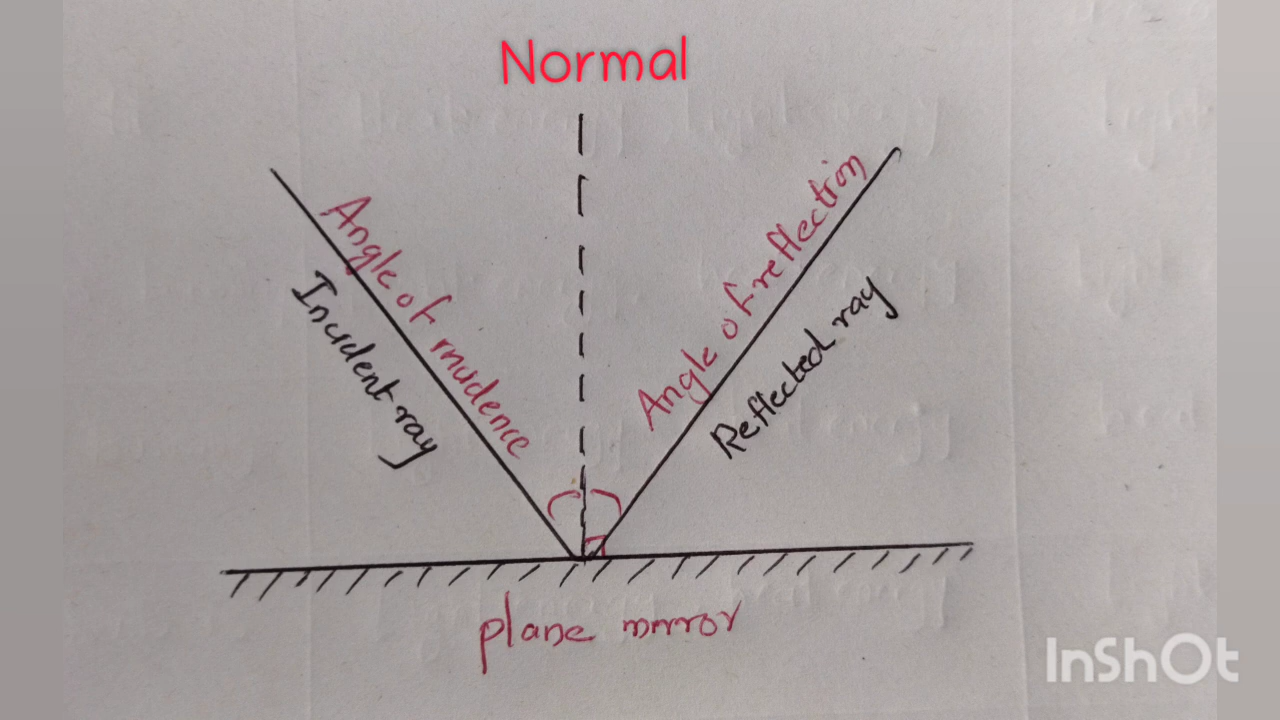 Normal
Angle of incidence
Incident ray
Angle of reflection
Reflected ray
plane mirror
InShOt